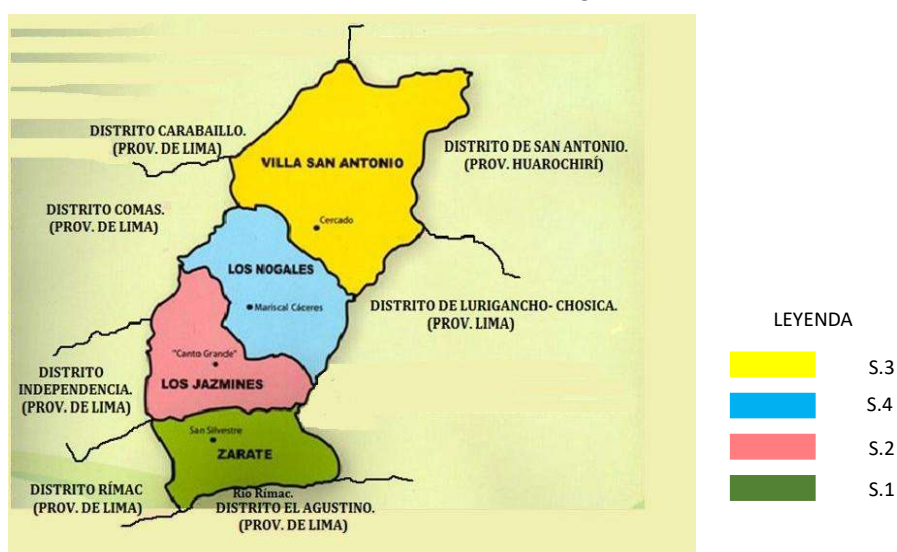 DISTRITO CARABAILLO.
(PROV. DE LIMA)
VILLA SAN ANTONIO
DISTRITO DE SAN ANTONIO.
(PROV. HUAROCHIRÍ)
DISTRITO COMAS.
(PROV. DE LIMA)
Cercado
LOS NOGALES
Mariscal Cáceres
DISTRITO DE LURIGANCHO- CHOSICA.
(PROV. LIMA)
"Canto Grande"
LOS JAZMINES
DISTRITO
INDEPENDENCIA.
(PROV. DE LIMA)
San Silvestre
ZARATE
DISTRITO RÍMAC
(PROV. DE LIMA)
Río Rímac.
DISTRITO EL AGUSTINO.
(PROV. DE LIMA)
LEYENDA
S.3
S.4
S.2
S.1